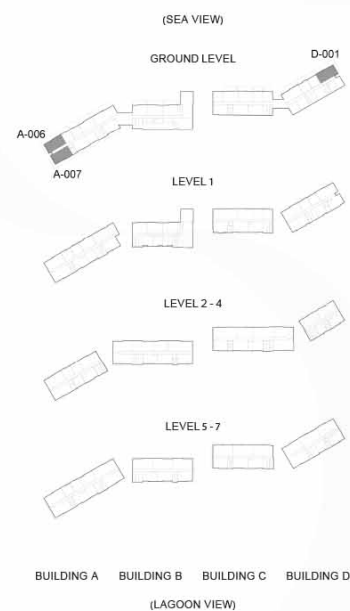 (SEA VIEW)
GROUND LEVEL
D-001
A-006
A-007
LEVEL 1
LEVEL 2 - 4
LEVEL 5 - 7
BUILDING A BUILDING B BUILDING C BUILDING D
(LAGOON VIEW)